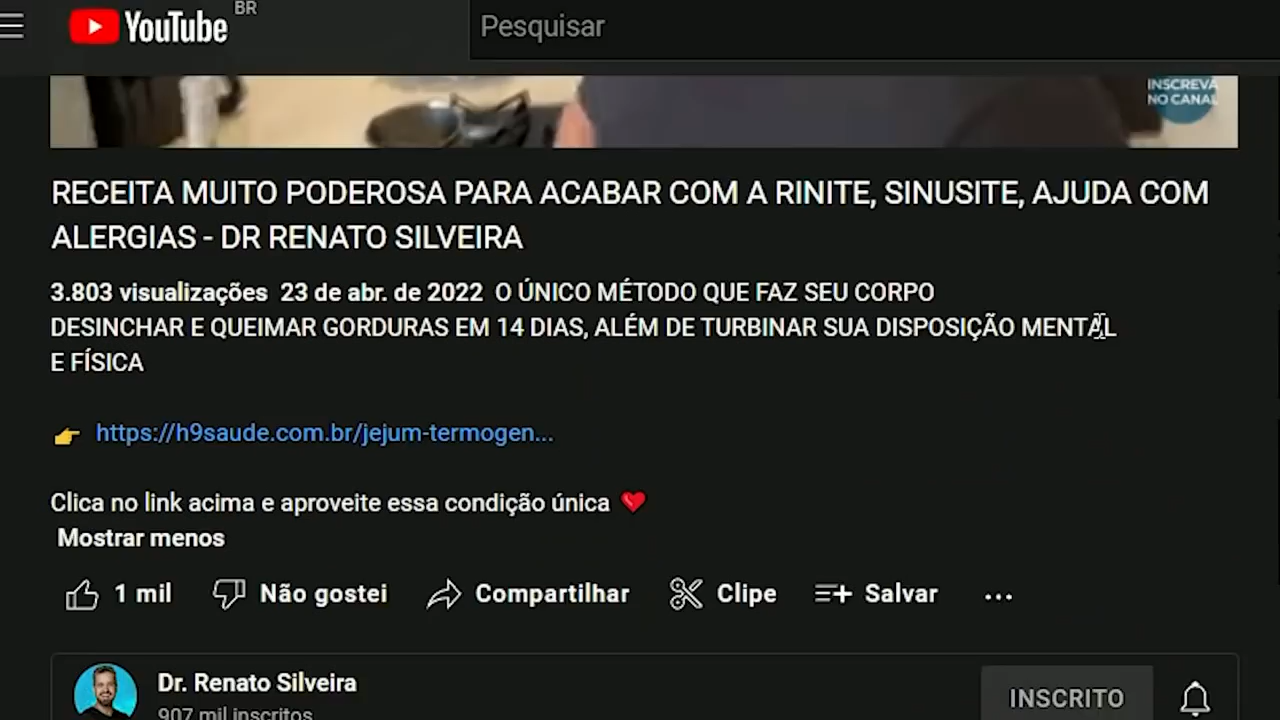 YouTube BR
Pesquisar
INSCREVA
NO CANAL
RECEITA MUITO PODEROSA PARA ACABAR COM A RINITE, SINUSITE, AJUDA COM
ALERGIAS - DR RENATO SILVEIRA
3.803 visualizações 23 de abr. de 2022 O ÚNICO MÉTODO QUE FAZ SEU CORPO
DESINCHAR E QUEIMAR GORDURAS EM 14 DIAS, ALÉM DE TURBINAR SUA DISPOSIÇÃO MENTAL
E FÍSICA
👉 https://h9saude.com.br/jejum-termogen...
Clica no link acima e aproveite essa condição única ❤️
Mostrar menos
1 mil Não gostei Compartilhar Clipe Salvar ...
Dr. Renato Silveira INSCRITO
907 mil inscritos